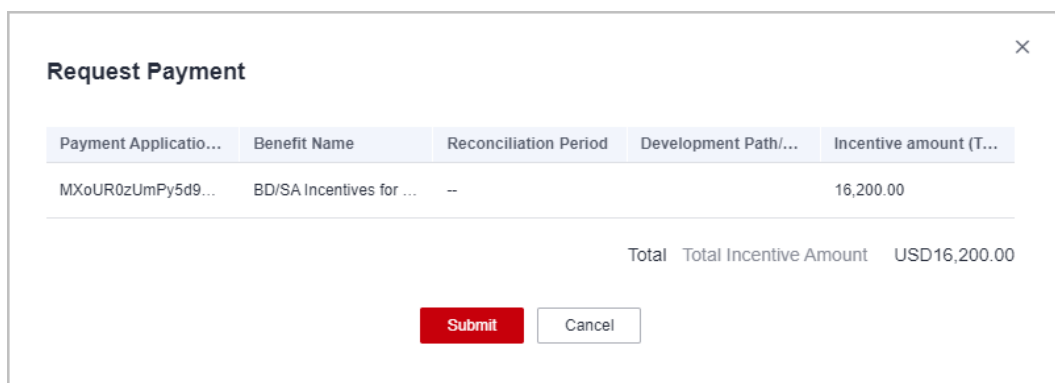 Request Payment
Payment Applicatio... Benefit Name Reconciliation Period Development Path/... Incentive amount (T...
MXoUR0zUmPy5d9... BD/SA Incentives for ... -- 16,200.00
Total Total Incentive Amount USD16,200.00
Submit Cancel